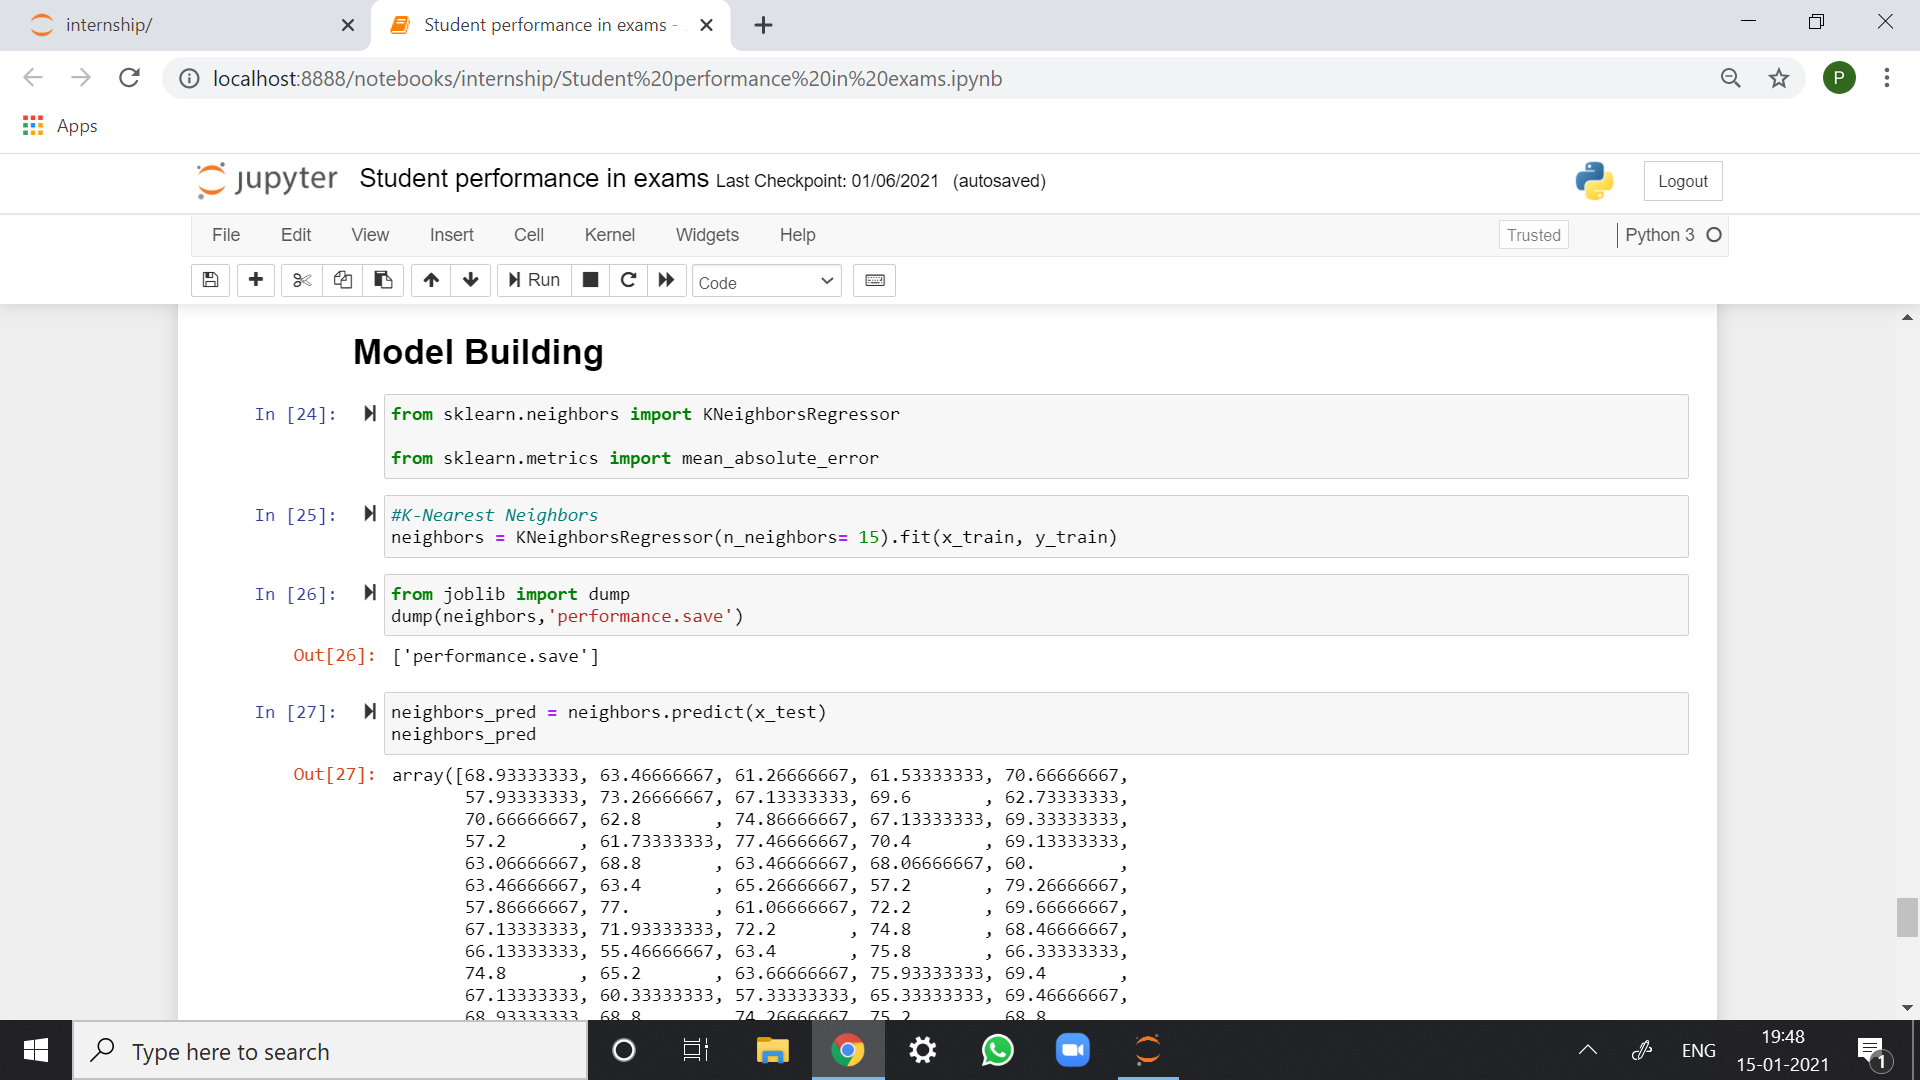 internship/
Student performance in exams -
localhost:8888/notebooks/internship/Student%20performance%20in%20exams.ipynb
P
Apps
jupyter Student performance in exams Last Checkpoint: 01/06/2021 (autosaved)
Logout
File Edit View Insert Cell Kernel Widgets Help
Trusted Python 3
Run Code
Model Building
In [24]: from sklearn.neighbors import KNeighborsRegressor
from sklearn.metrics import mean_absolute_error
In [25]: #K-Nearest Neighbors
neighbors = KNeighborsRegressor(n_neighbors= 15).fit(x_train, y_train)
In [26]: from joblib import dump
dump(neighbors,'performance.save')
Out[26]: ['performance.save']
In [27]: neighbors_pred = neighbors.predict(x_test)
neighbors_pred
Out[27]: array([68.93333333, 63.46666667, 61.26666667, 61.53333333, 70.66666667,
57.93333333, 73.26666667, 67.13333333, 69.6       , 62.73333333,
70.66666667, 62.8       , 74.86666667, 67.13333333, 69.33333333,
57.2       , 61.73333333, 77.46666667, 70.4       , 69.13333333,
63.06666667, 68.8       , 63.46666667, 68.06666667, 60.        ,
63.46666667, 63.4       , 65.26666667, 57.2       , 79.26666667,
57.86666667, 77.        , 61.06666667, 72.2       , 69.66666667,
67.13333333, 71.93333333, 72.2       , 74.8       , 68.46666667,
66.13333333, 55.46666667, 63.4       , 75.8       , 66.33333333,
74.8       , 65.2       , 63.66666667, 75.93333333, 69.4       ,
67.13333333, 60.33333333, 57.33333333, 65.33333333, 69.46666667,
68.93333333, 68.8       , 74.26666667, 75.2       , 68.8
Type here to search
ENG
19:48
15-01-2021
1